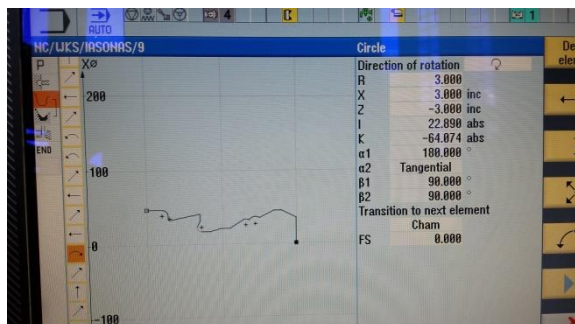 AUTO
4
1
NC/WKS/IASONAS/9
Circle
P
END
XØ
200
100
0
-100
Direction of rotation
R 3.000
X 3.000 inc
Z -3.000 inc
I 22.890 abs
K -64.074 abs
α1 180.000 °
α2 Tangential
β1 90.000 °
β2 90.000 °
Transition to next element
Cham
FS 0.000
De
elem